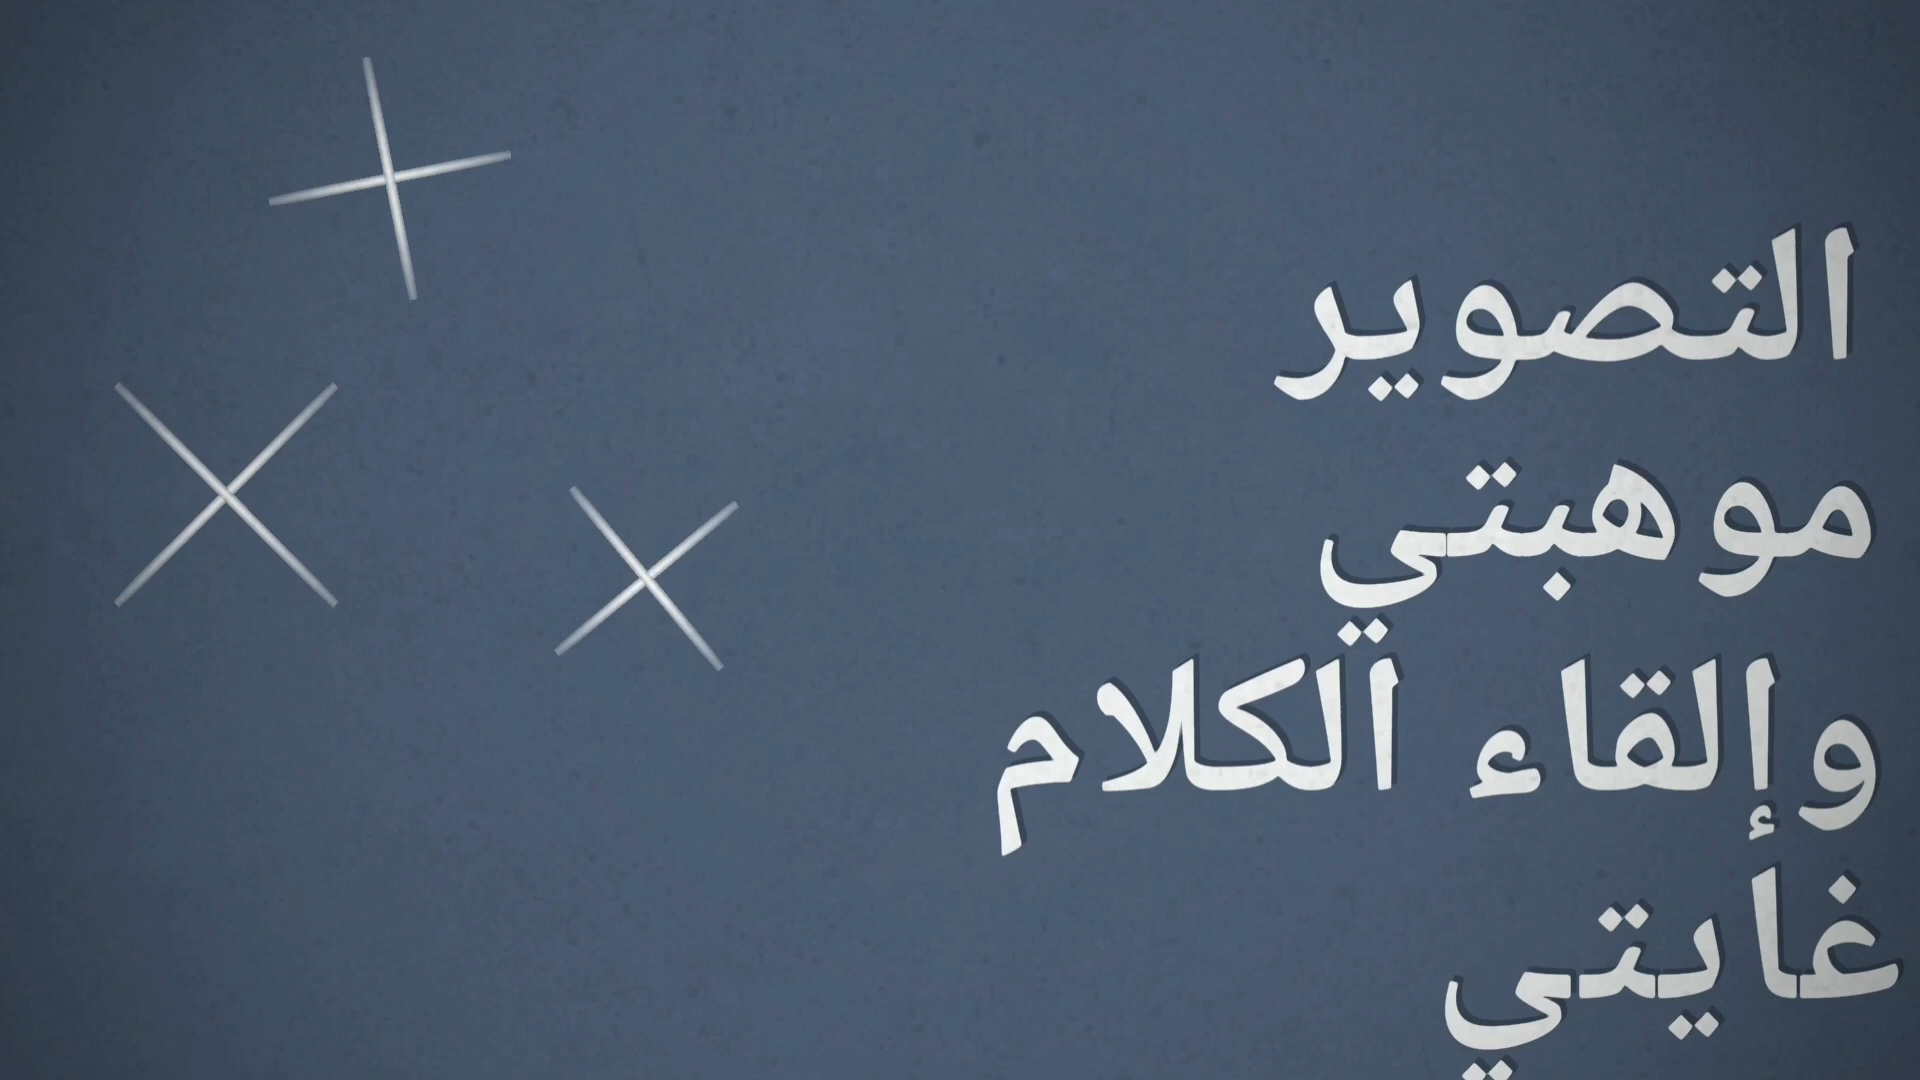 التصوير
موهبتي
وإلقاء الكلام
غايتي